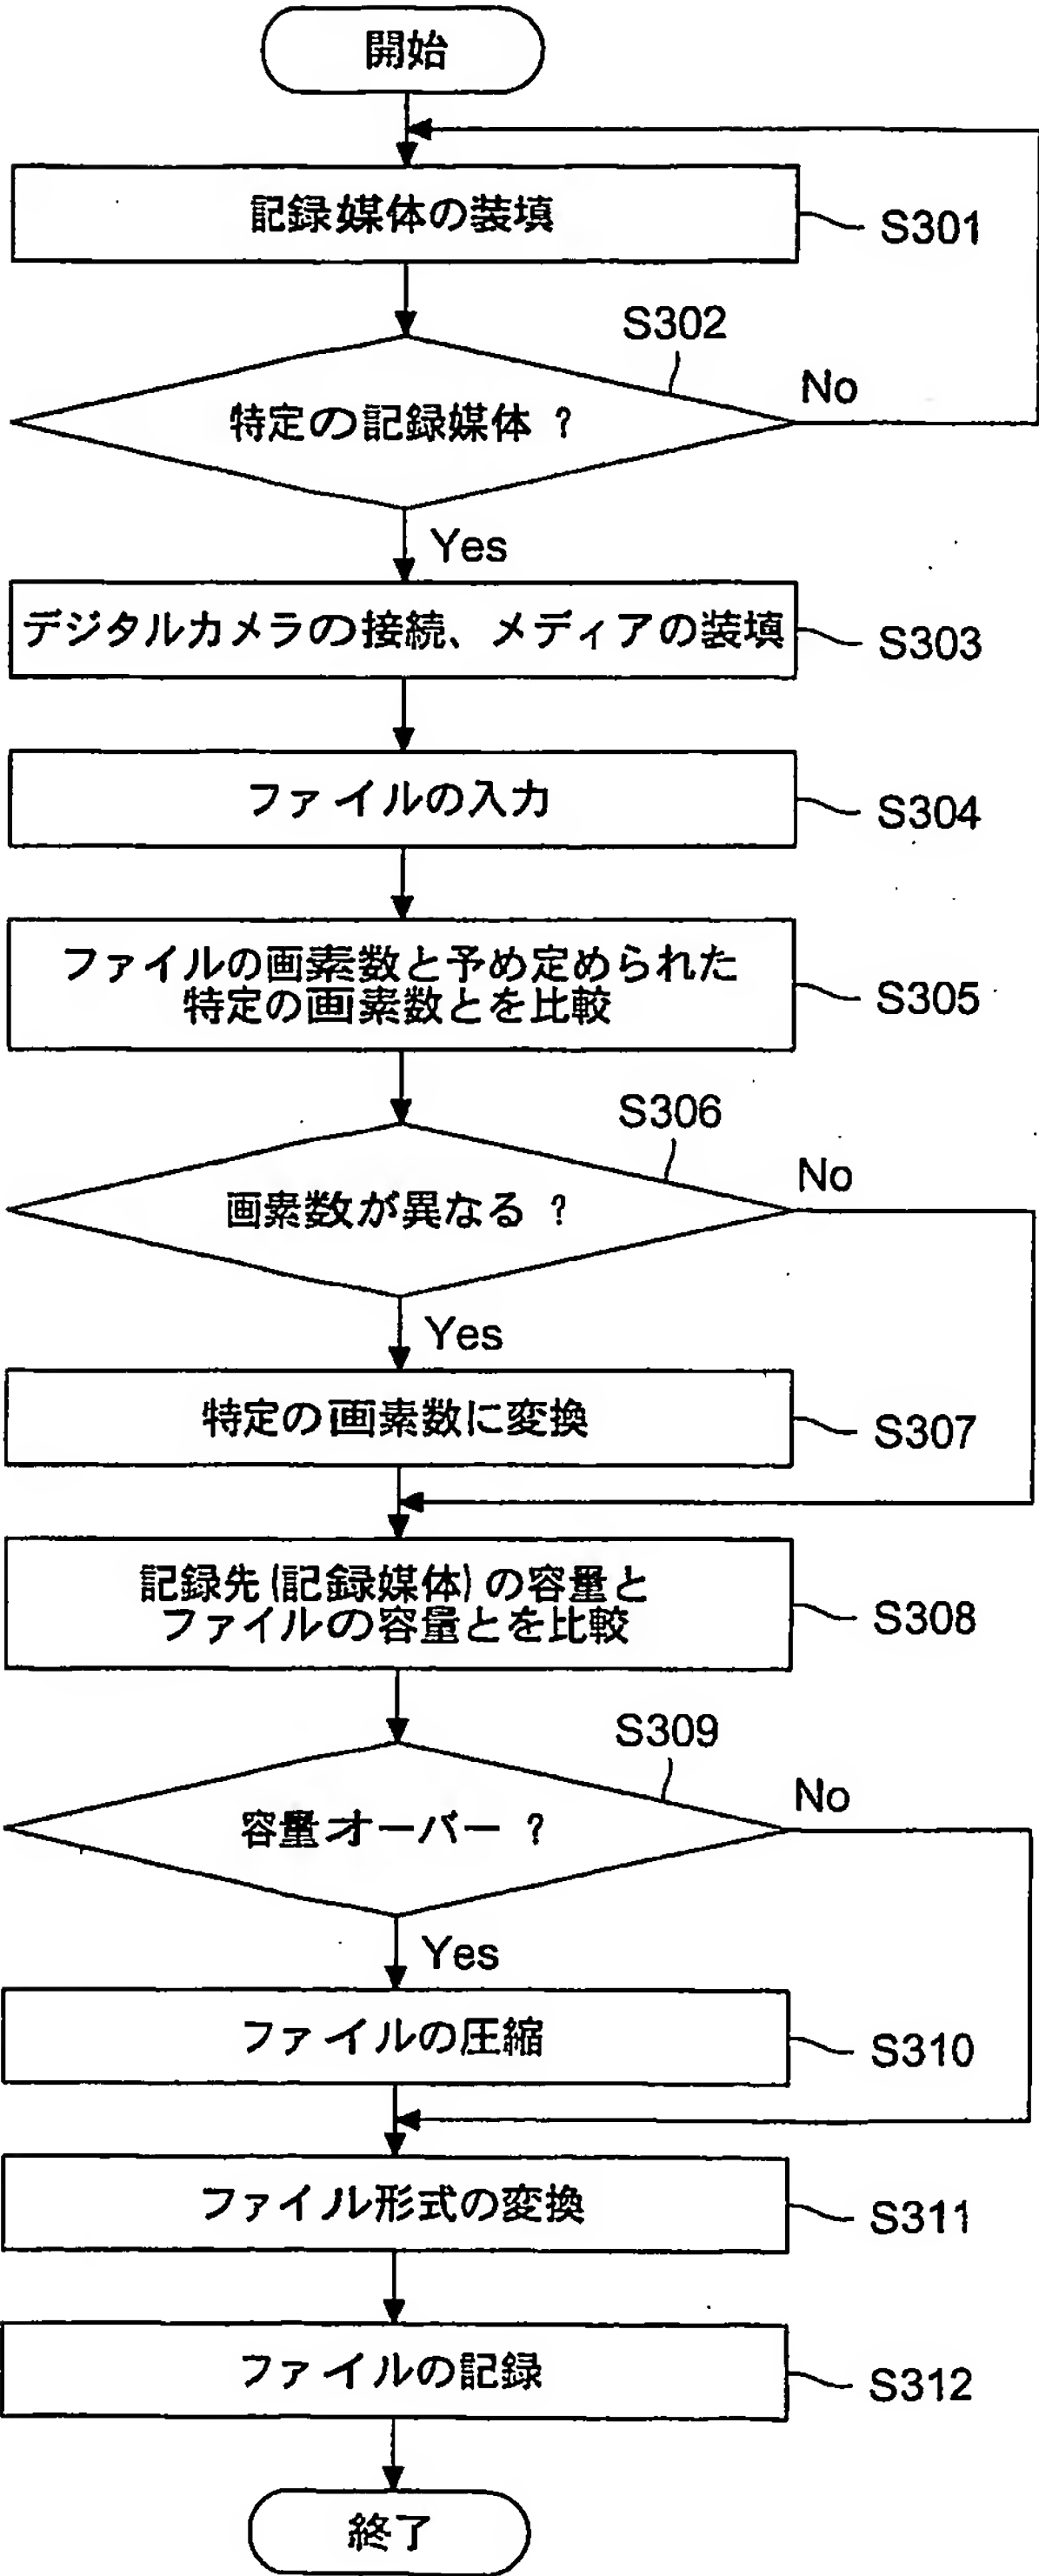 開始
記録媒体の装填
S301
S302
特定の記録媒体 ?
No
Yes
デジタルカメラの接続、メディアの装填
S303
ファイルの入力
S304
ファイルの画素数と予め定められた
特定の画素数とを比較
S305
S306
画素数が異なる ?
No
Yes
特定の画素数に変換
S307
記録先(記録媒体)の容量と
ファイルの容量とを比較
S308
S309
容量オーバー ?
No
Yes
ファイルの圧縮
S310
ファイル形式の変換
S311
ファイルの記録
S312
終了